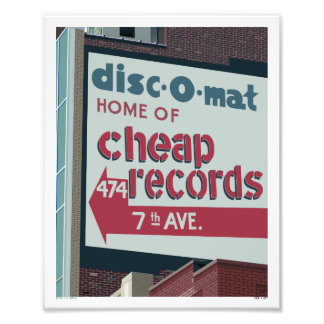 disc·O·mat
HOME OF
cheap
474 records
7th AVE.